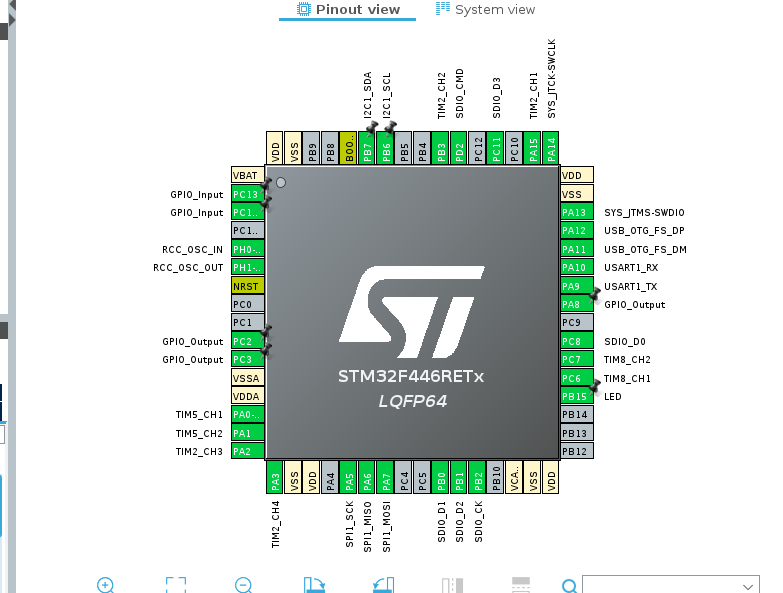 Pinout view System view
I2C1_SDA I2C1_SCL TIM2_CH2 SDIO_CMD SDIO_D3 TIM2_CH1 SYS_JTCK-SWCLK
VDD VSS PB9 PB8 BOO.. PB7 PB6 PB5 PB4 PB3 PD2 PC12 PC11 PC10 PA15 PA14
VBAT VDD
GPIO_Input PC13 VSS
GPIO_Input PC1.. PA13 SYS_JTMS-SWDIO
PC1.. PA12 USB_OTG_FS_DP
RCC_OSC_IN PH0-.. PA11 USB_OTG_FS_DM
RCC_OSC_OUT PH1-.. PA10 USART1_RX
NRST PA9 USART1_TX
PC0 PA8 GPIO_Output
PC1 PC9
GPIO_Output PC2 PC8 SDIO_D0
GPIO_Output PC3 PC7 TIM8_CH2
VSSA PC6 TIM8_CH1
VDDA PB15 LED
TIM5_CH1 PA0-.. PB14
TIM5_CH2 PA1 PB13
TIM2_CH3 PA2 PB12
ST
STM32F446RETx
LQFP64
PA3 VSS VDD PA4 PA5 PA6 PA7 PC4 PC5 PB0 PB1 PB2 PB10 VCA.. VSS VDD
TIM2_CH4 SPI1_SCK SPI1_MISO SPI1_MOSI SDIO_D1 SDIO_D2 SDIO_CK